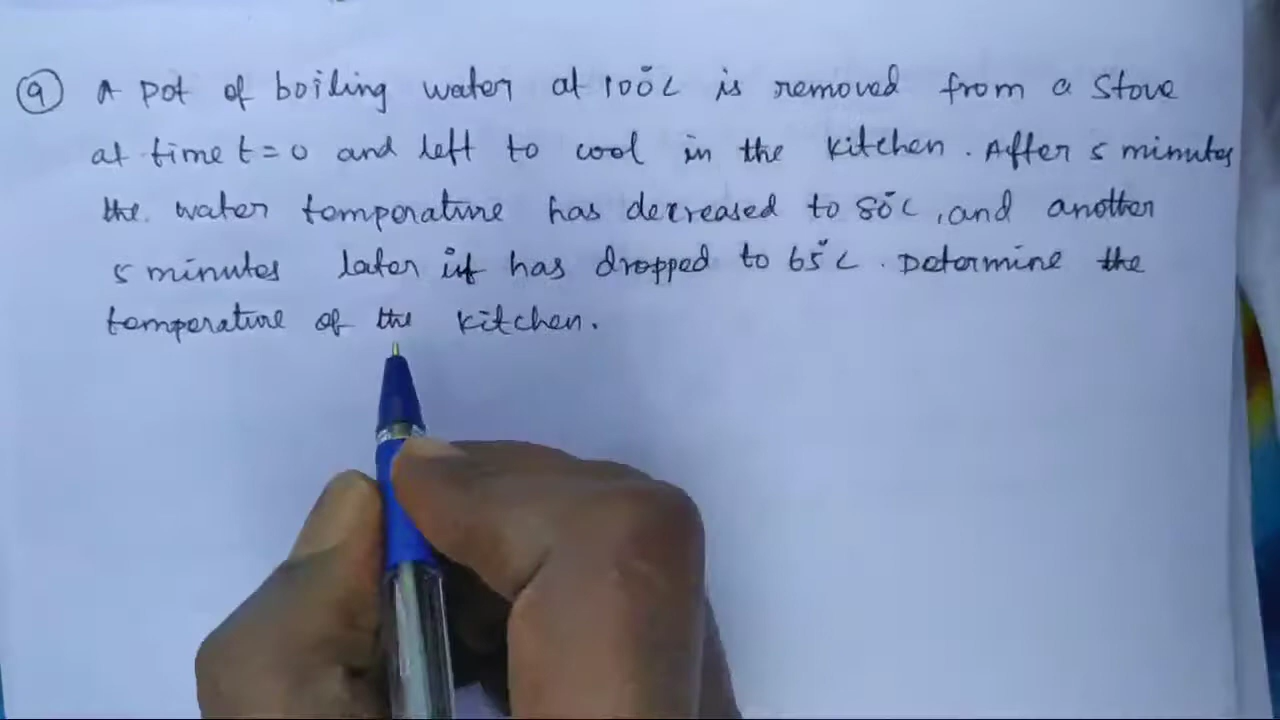 9 A pot of boiling water at 100°C is removed from a stove
at time t=0 and left to cool in the kitchen. After 5 minutes
the water temperature has decreased to 80°C, and another
5 minutes later it has dropped to 65°C. Determine the
temperature of the kitchen.